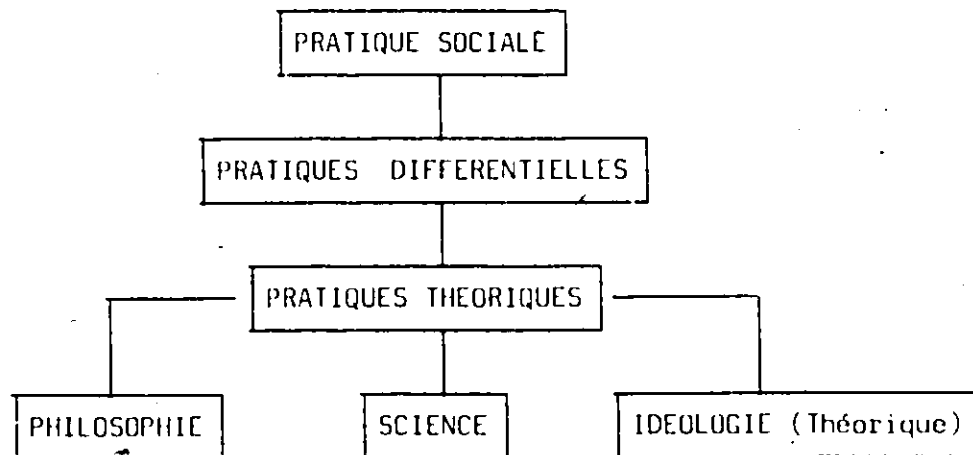 PRATIQUE SOCIALE
PRATIQUES DIFFERENTIELLES
PRATIQUES THEORIQUES
PHILOSOPHIE SCIENCE IDEOLOGIE (Théorique)